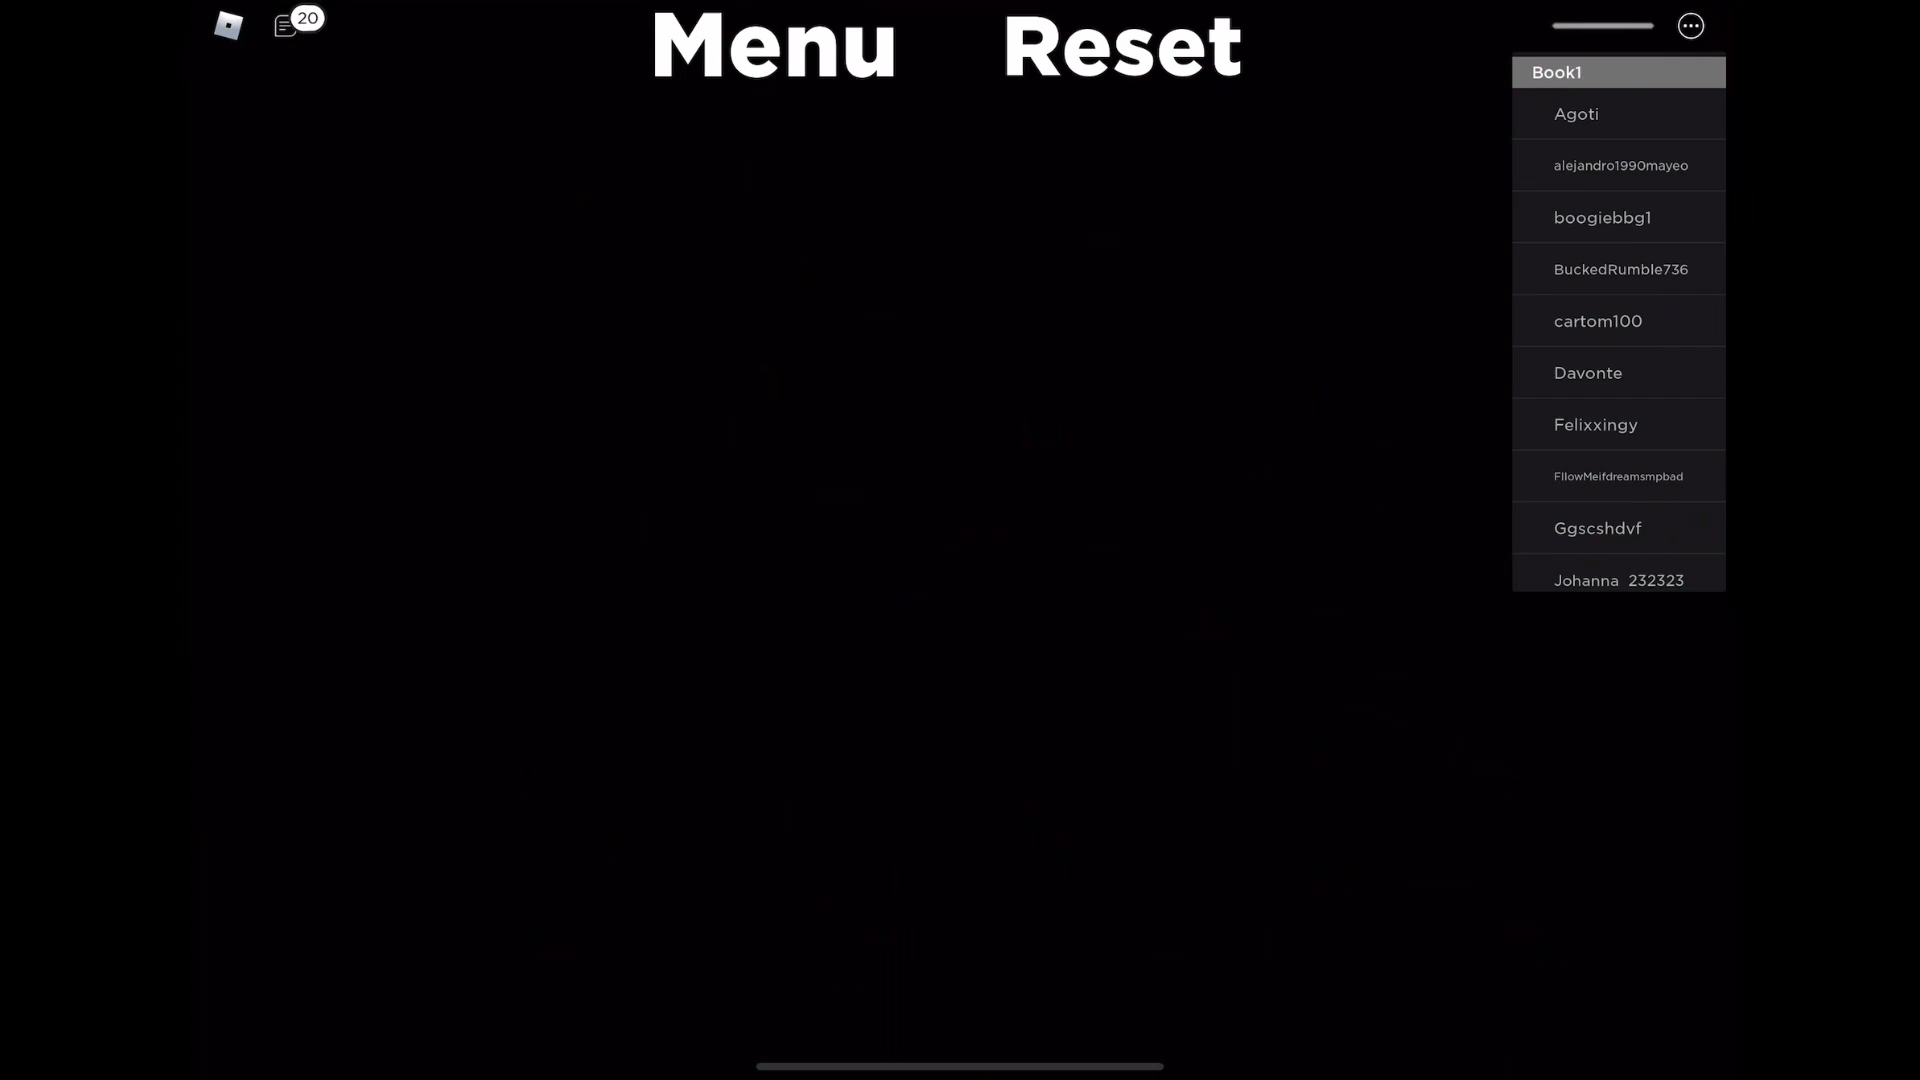 20
Menu Reset
Book1
Agoti
alejandro1990mayeo
boogiebbg1
BuckedRumble736
cartom100
Davonte
Felixxingy
FllowMeifdreamsmpbad
Ggscshdvf
Johanna_232323